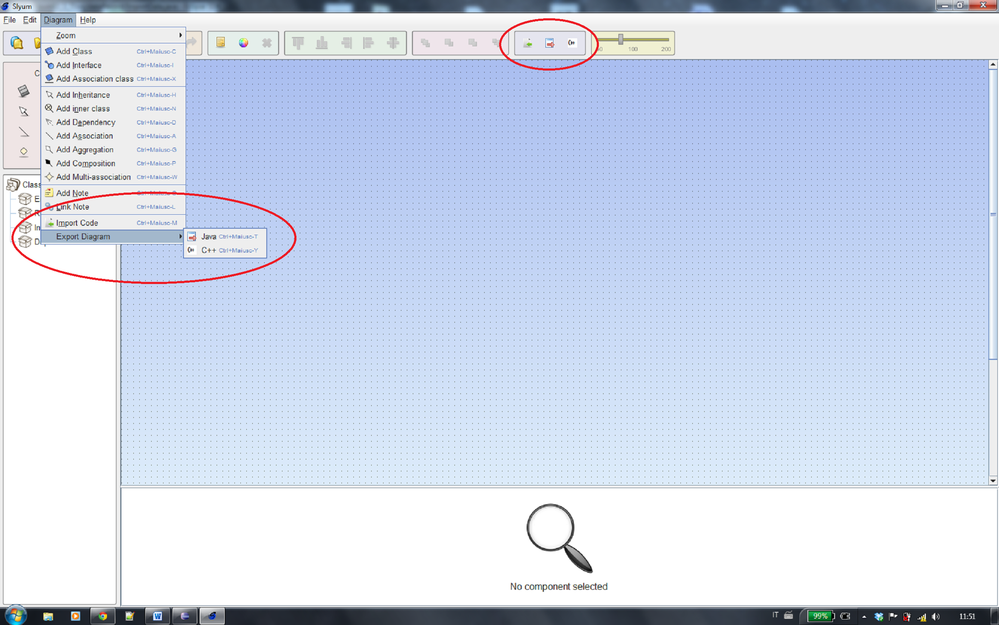 Slyum
File Edit Diagram Help
Zoom
Add Class Ctrl+Maiusc-C
Add Interface Ctrl+Maiusc-I
Add Association class Ctrl+Maiusc-X
Add Inheritance Ctrl+Maiusc-H
Add inner class Ctrl+Maiusc-N
Add Dependency Ctrl+Maiusc-D
Add Association Ctrl+Maiusc-A
Add Aggregation Ctrl+Maiusc-G
Add Composition Ctrl+Maiusc-P
Add Multi-association Ctrl+Maiusc-W
Add Note
Link Note Ctrl+Maiusc-L
Import Code Ctrl+Maiusc-M
Export Diagram
Java Ctrl+Maiusc-T
C++ Ctrl+Maiusc-Y
C++
C++
100 200
C
Class
E
R
In
D
No component selected
IT 99% 11:51